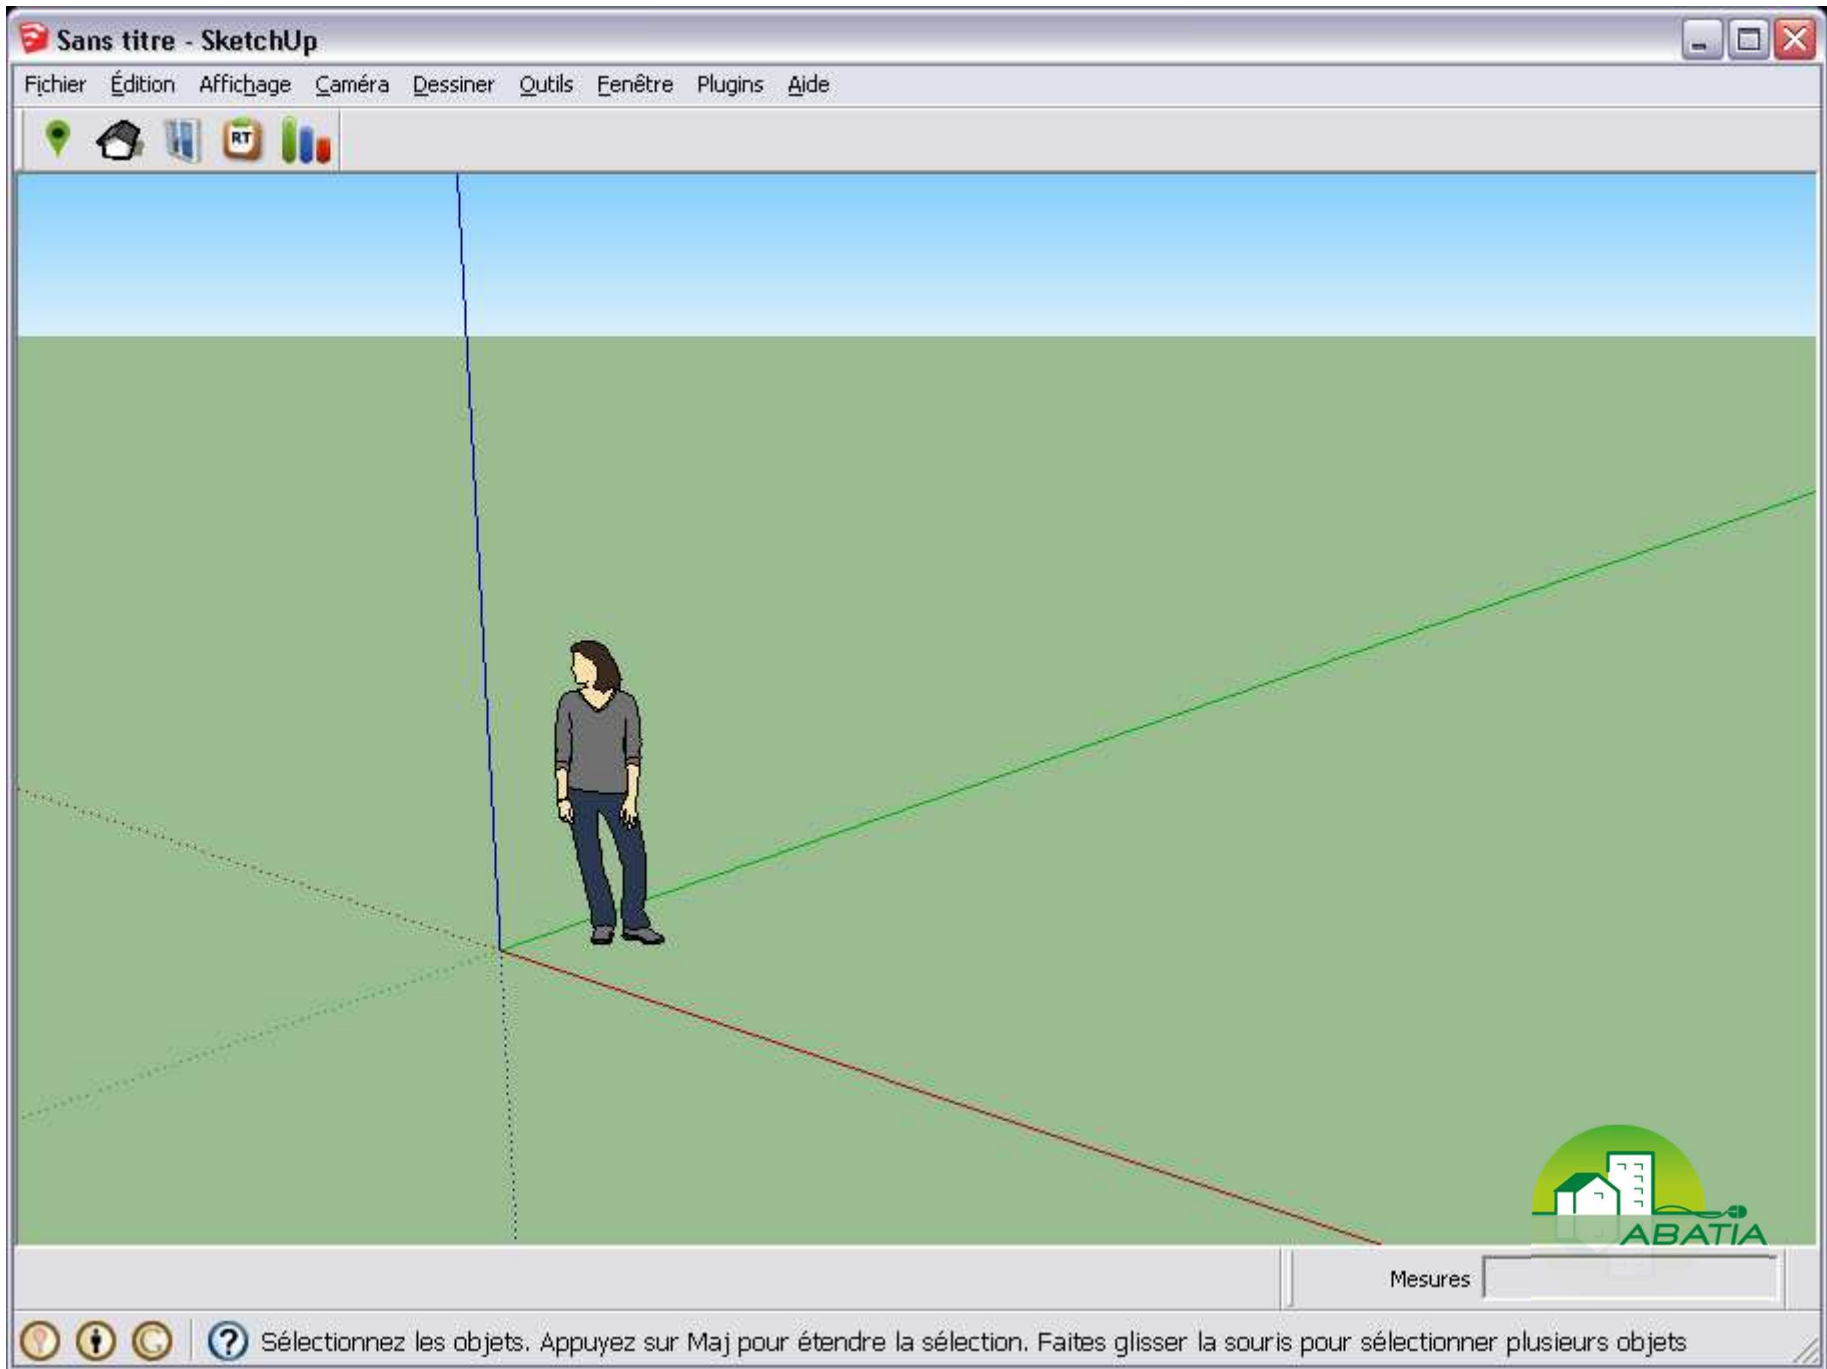 Sans titre - SketchUp
Fichier Édition Affichage Caméra Dessiner Outils Fenêtre Plugins Aide
RT
ABATIA
Mesures
Sélectionnez les objets. Appuyez sur Maj pour étendre la sélection. Faites glisser la souris pour sélectionner plusieurs objets